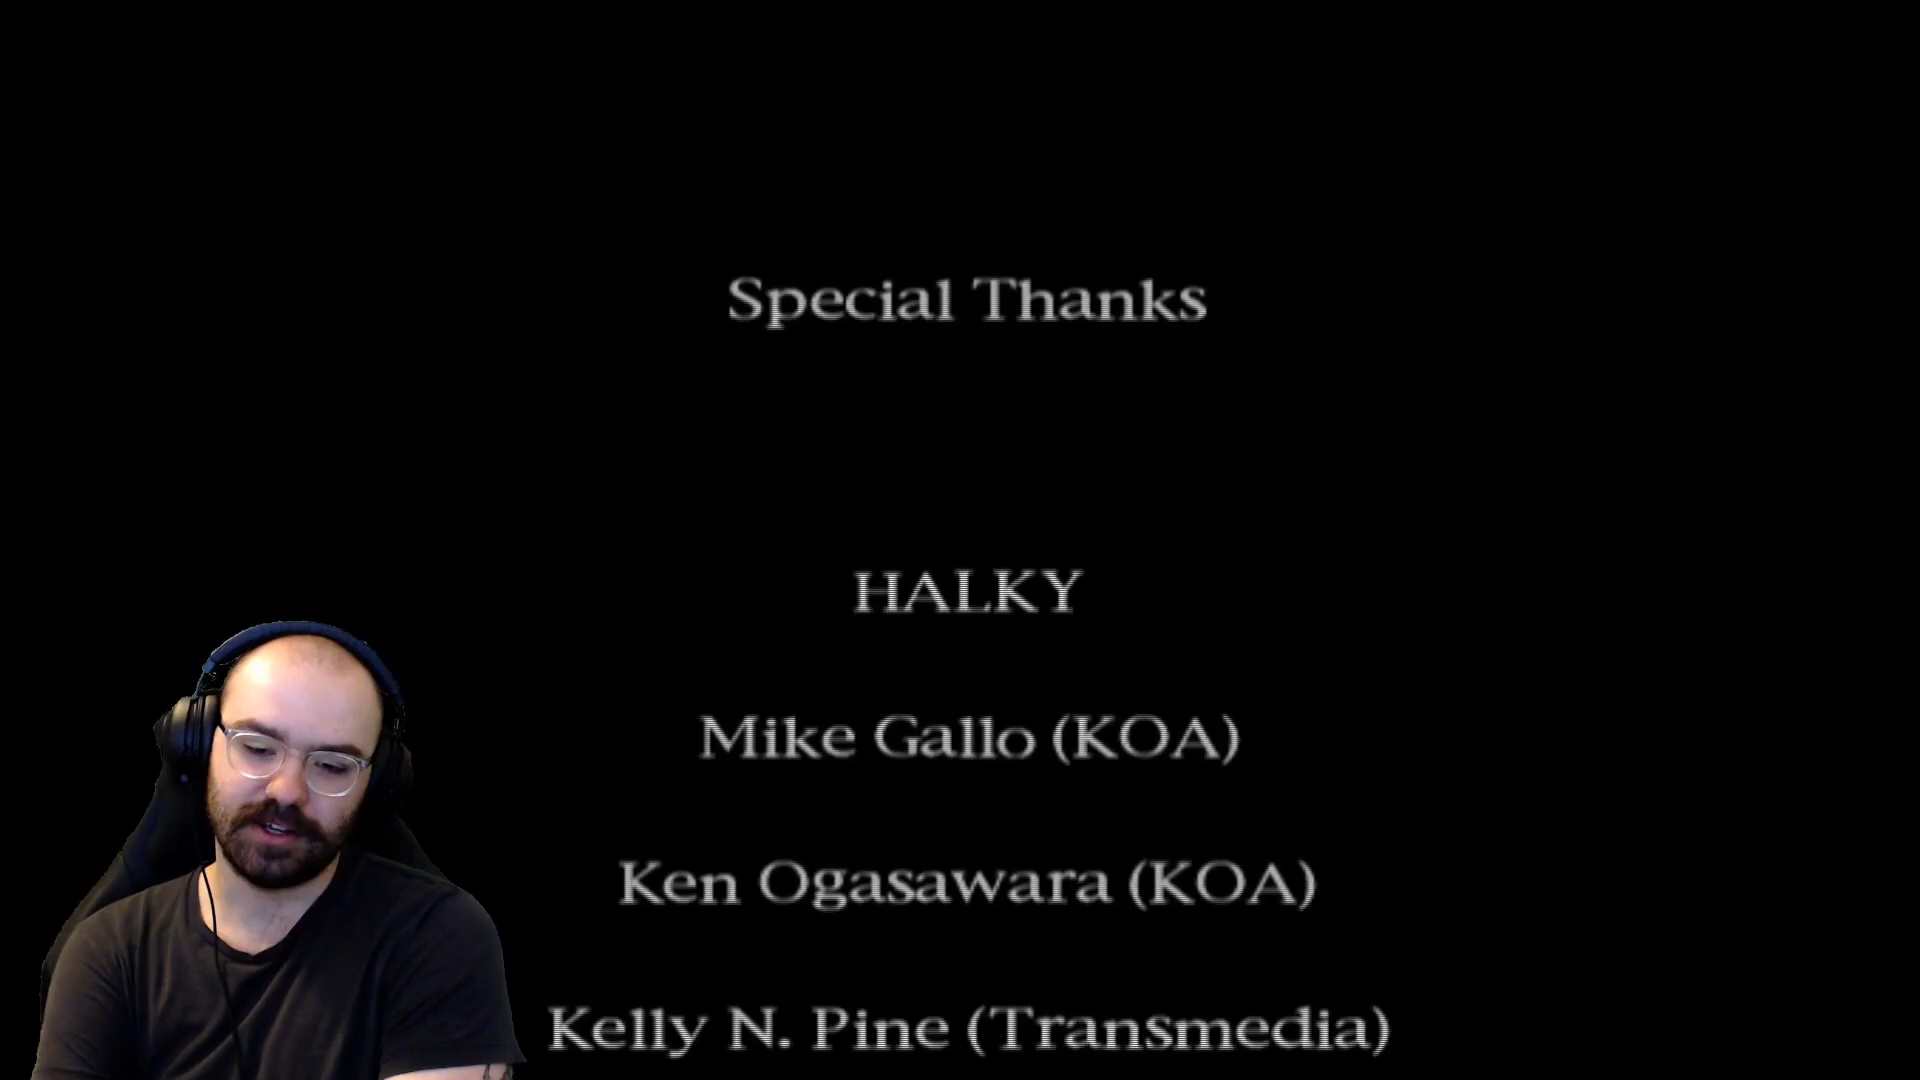 Special Thanks
HALKY
Mike Gallo (KOA)
Ken Ogasawara (KOA)
Kelly N. Pine (Transmedia)